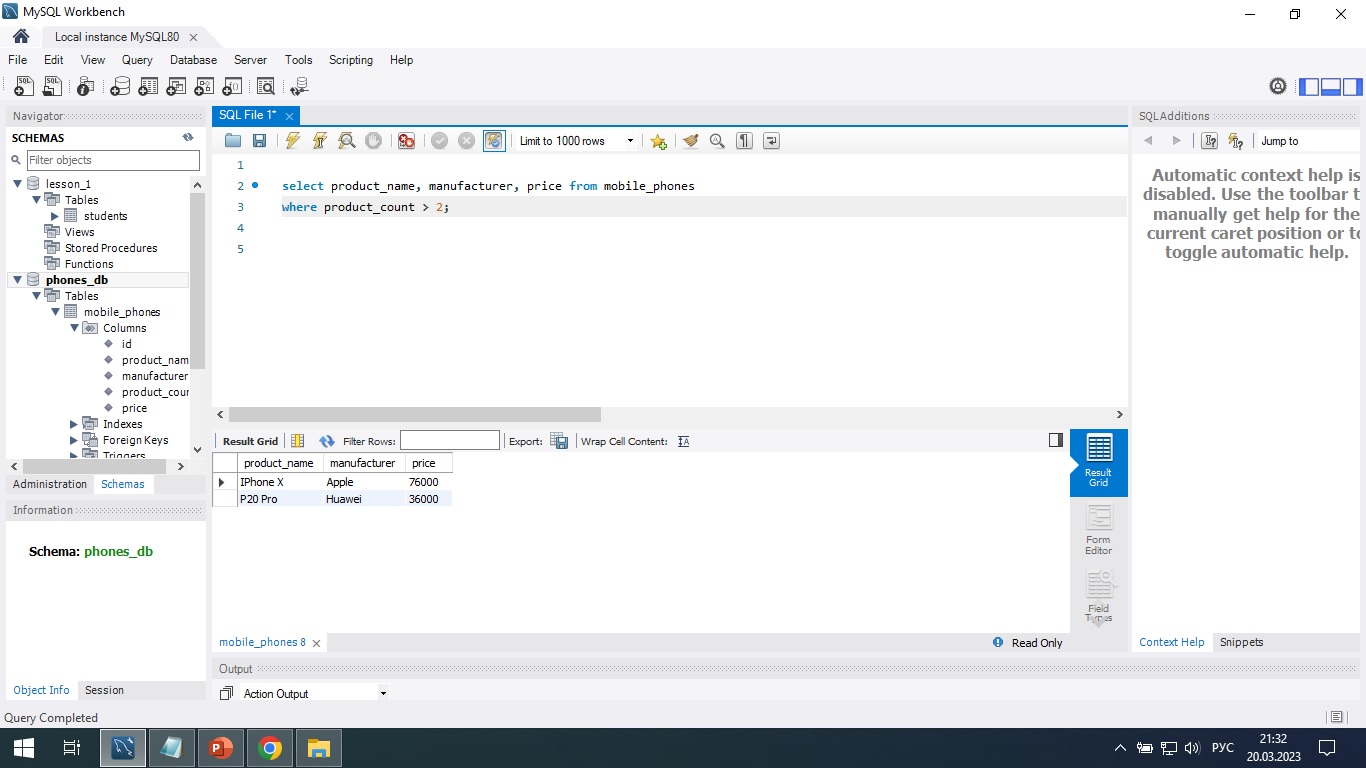 MySQL Workbench
Local instance MySQL80
File Edit View Query Database Server Tools Scripting Help
Navigator
SCHEMAS
Filter objects
lesson_1
Tables
students
Views
Stored Procedures
Functions
phones_db
Tables
mobile_phones
Columns
id
product_nam
manufacturer
product_cour
price
Indexes
Foreign Keys
Triggers
Administration Schemas
Information
Schema: phones_db
Object Info Session
SQL File 1*
Limit to 1000 rows
1
2 select product_name, manufacturer, price from mobile_phones
3 where product_count > 2;
4
5
Result Grid Filter Rows: Export: Wrap Cell Content:
product_name manufacturer price
IPhone X Apple 76000
P20 Pro Huawei 36000
Result
Grid
Form
Editor
Field
Types
mobile_phones 8
Read Only
Output
Action Output
SQLAdditions
Jump to
Automatic context help is
disabled. Use the toolbar t
manually get help for the
current caret position or to
toggle automatic help.
Context Help Snippets
Query Completed
РУС
21:32
20.03.2023